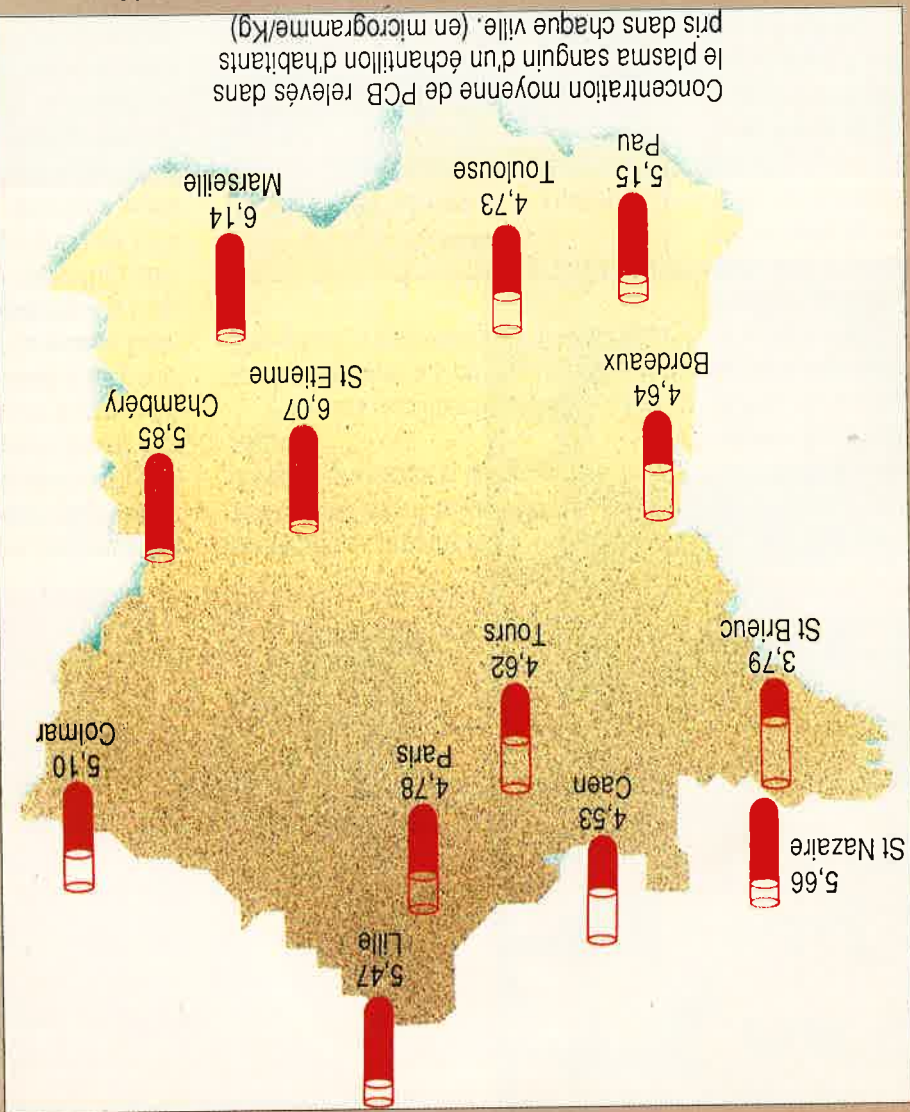 5,47
Lille
5,66
St Nazaire
4,53
Caen
4,78
Paris
5,10
Colmar
3,79
St Brieuc
4,62
Tours
4,64
Bordeaux
6,07
St Etienne
5,85
Chambéry
5,15
Pau
4,73
Toulouse
6,14
Marseille
Concentration moyenne de PCB relevés dans
le plasma sanguin d'un échantillon d'habitants
pris dans chaque ville. (en microgramme/Kg)